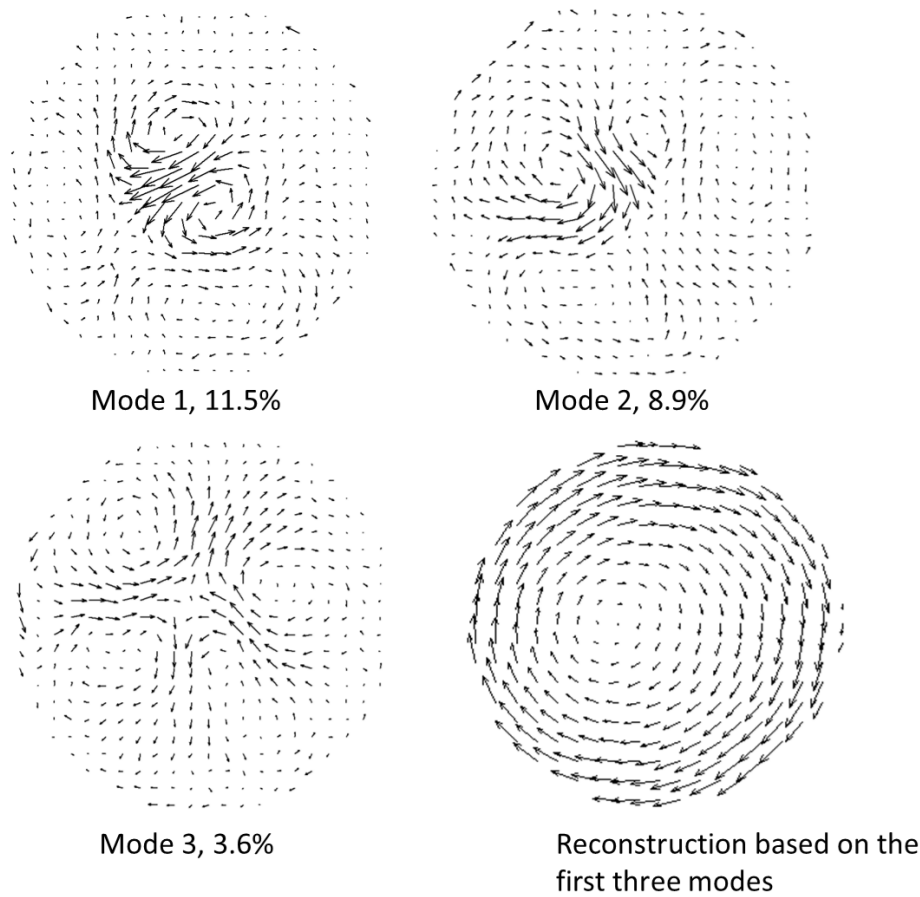 Mode 1, 11.5%
Mode 2, 8.9%
Mode 3, 3.6%
Reconstruction based on the
first three modes